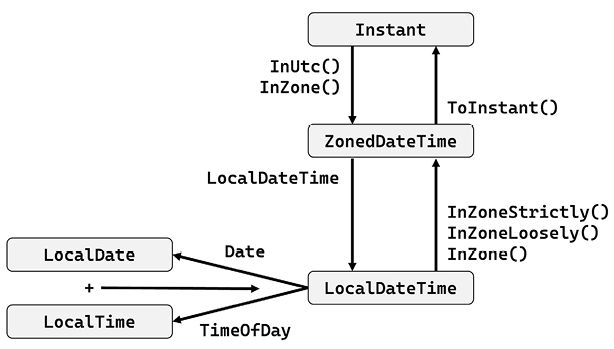 Instant
InUtc()
InZone()
ToInstant()
ZonedDateTime
LocalDateTime
InZoneStrictly()
InZoneLoosely()
InZone()
LocalDate
Date
+
LocalDateTime
LocalTime
TimeOfDay